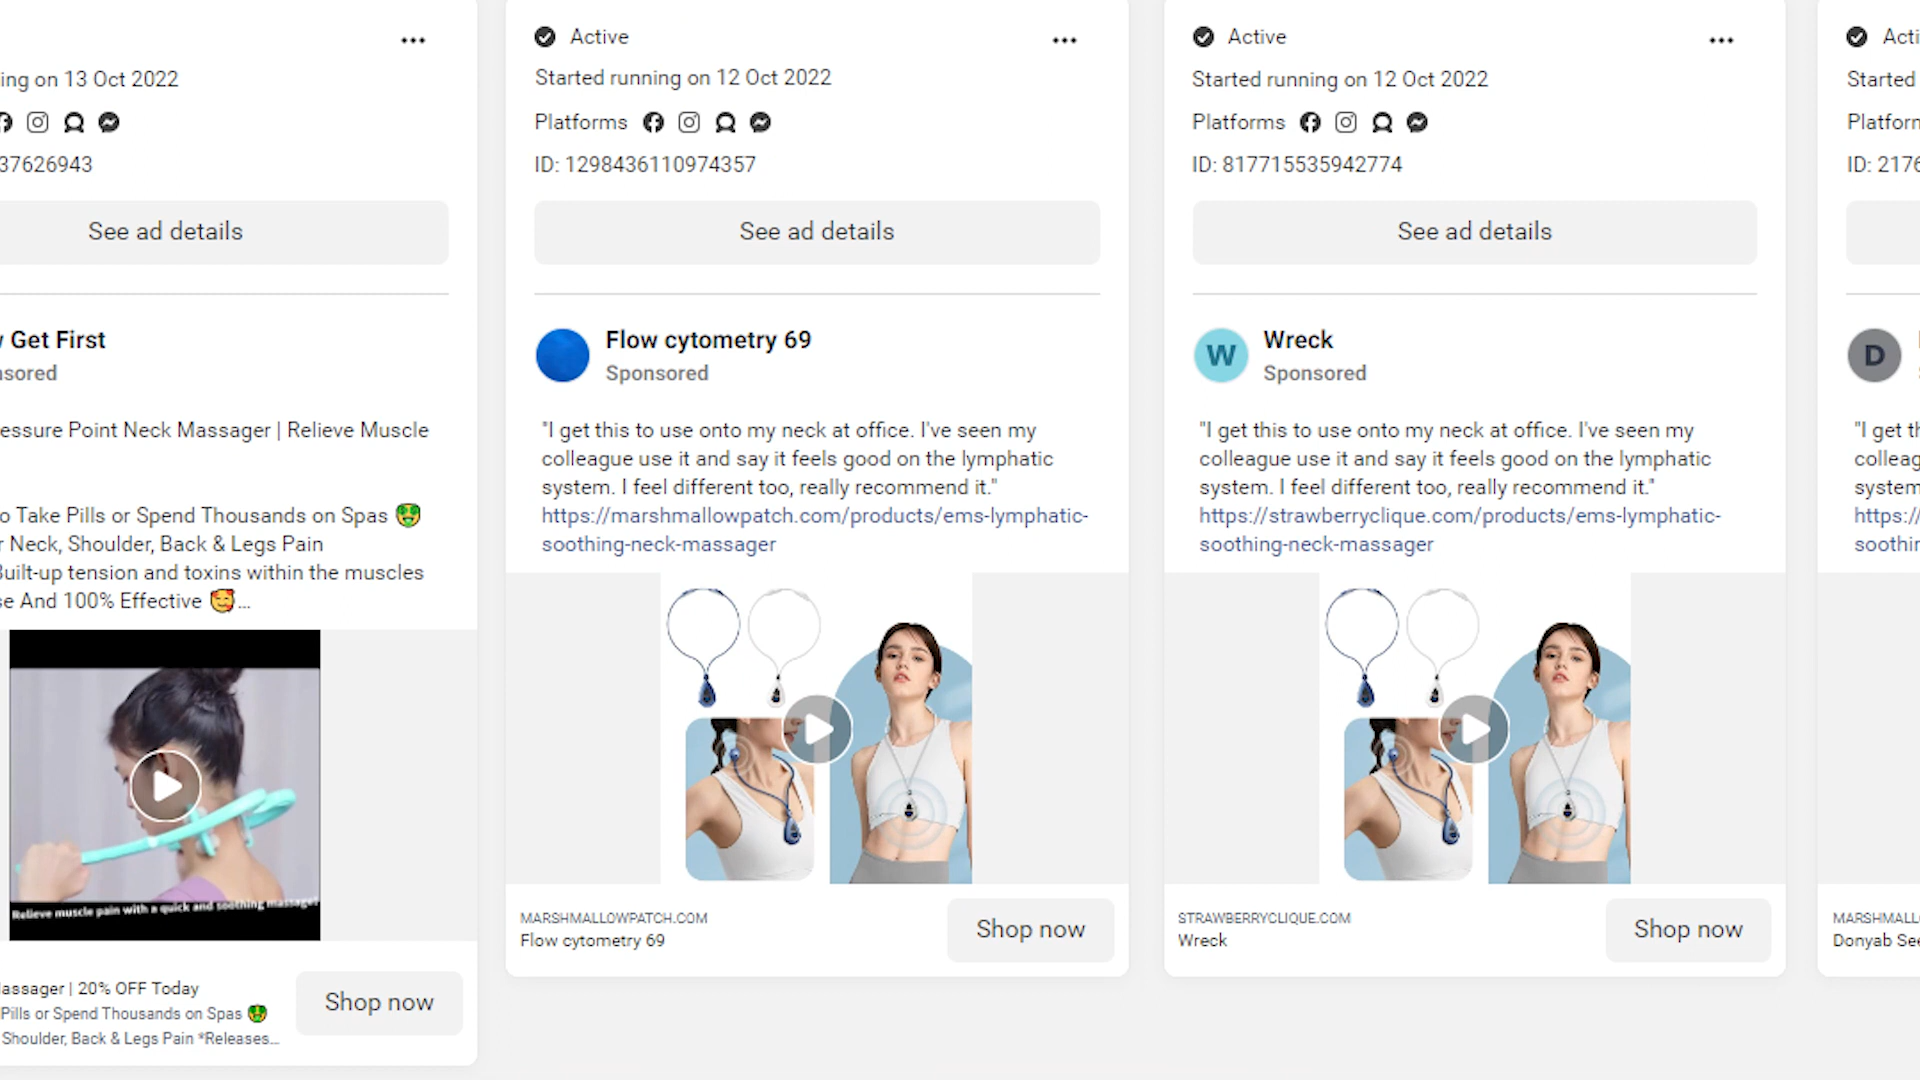 ing on 13 Oct 2022
37626943
See ad details
Get First
sored
essure Point Neck Massager | Relieve Muscle
o Take Pills or Spend Thousands on Spas 🤑
r Neck, Shoulder, Back & Legs Pain
Built-up tension and toxins within the muscles
se And 100% Effective 🥰...
Relieve muscle pain with a quick and soothing massage!
assager | 20% OFF Today
Pills or Spend Thousands on Spas 🤑
Shoulder, Back & Legs Pain *Releases...
Shop now
Active
Started running on 12 Oct 2022
Platforms
ID: 1298436110974357
See ad details
Flow cytometry 69
Sponsored
"I get this to use onto my neck at office. I've seen my
colleague use it and say it feels good on the lymphatic
system. I feel different too, really recommend it."
https://marshmallowpatch.com/products/ems-lymphatic-
soothing-neck-massager
MARSHMALLOWPATCH.COM
Flow cytometry 69
Shop now
Active
Started running on 12 Oct 2022
Platforms
ID: 817715535942774
See ad details
W
Wreck
Sponsored
"I get this to use onto my neck at office. I've seen my
colleague use it and say it feels good on the lymphatic
system. I feel different too, really recommend it."
https://strawberryclique.com/products/ems-lymphatic-
soothing-neck-massager
STRAWBERRYCLIQUE.COM
Wreck
Shop now
Acti
Started
Platforn
ID: 2176
D
"I get th
colleag
system
https:/
soothir
MARSHMALL
Donyab See